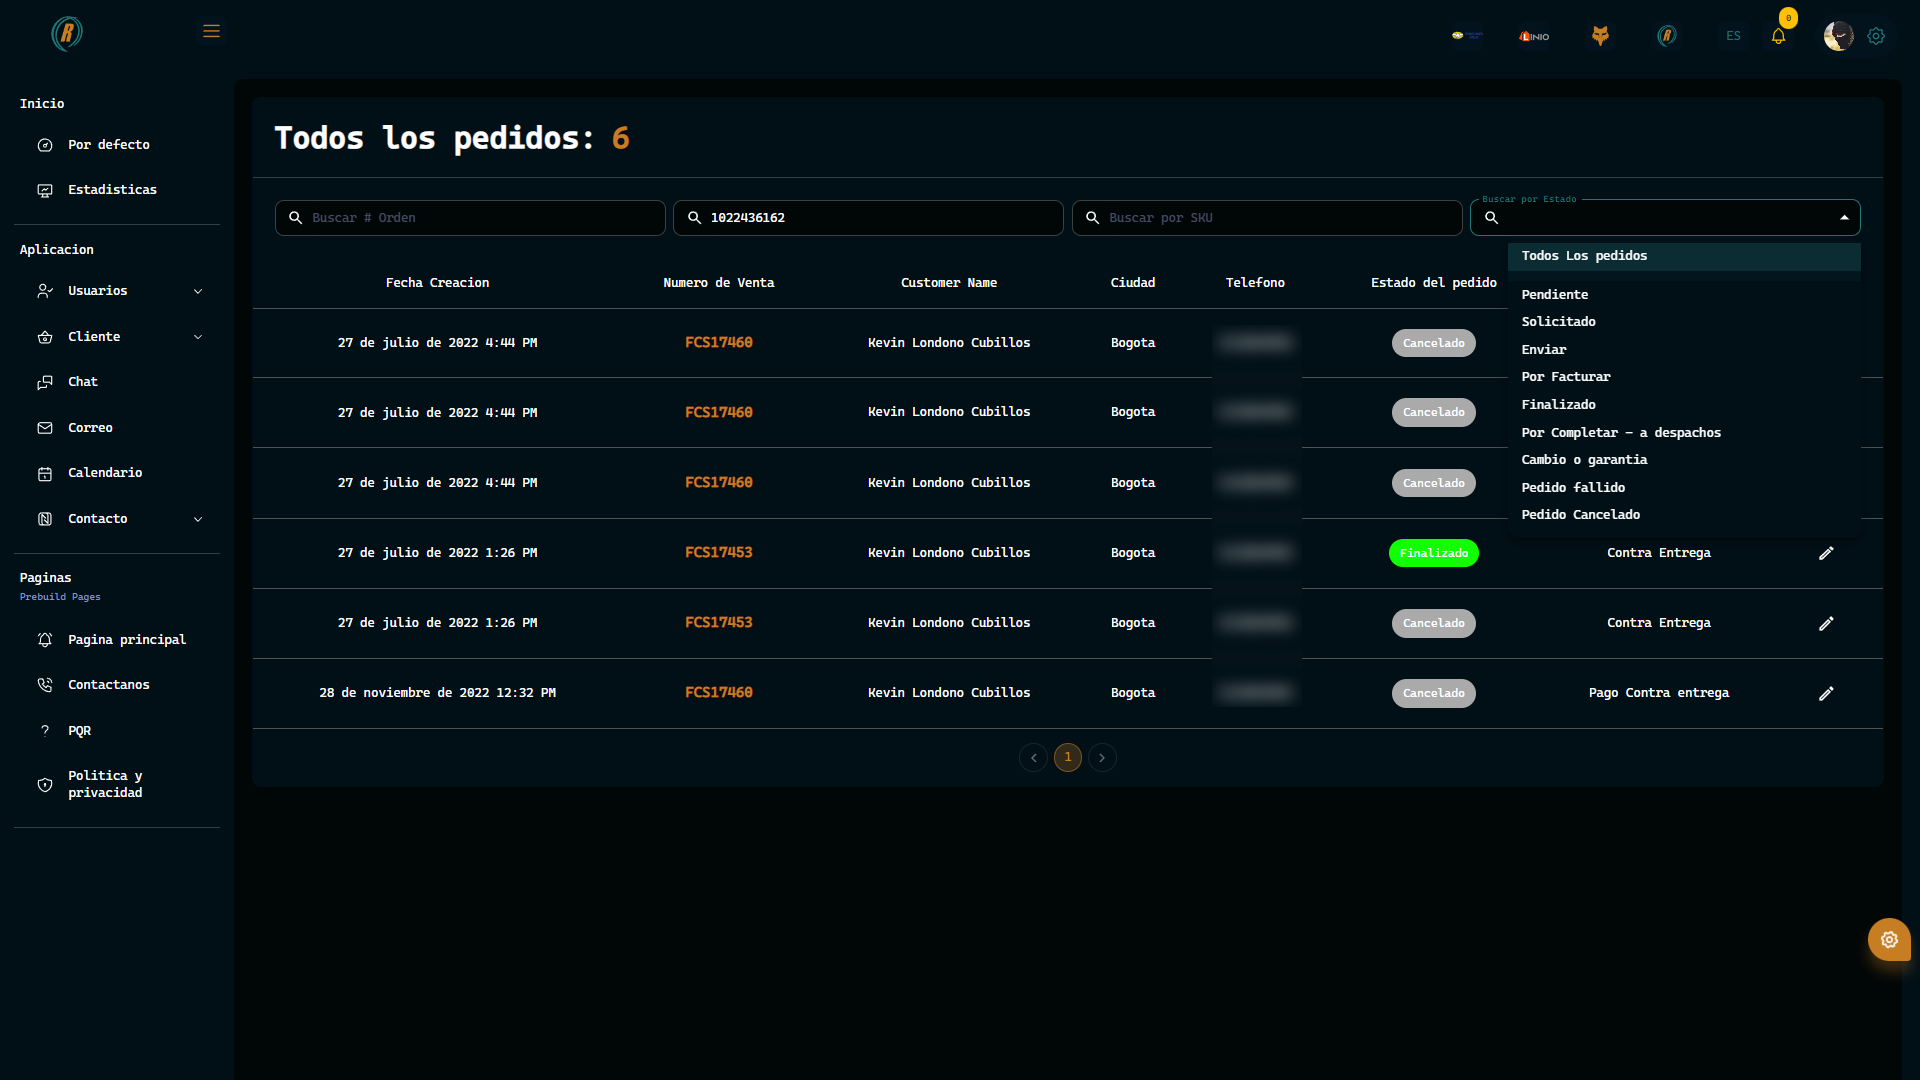 R
LINIO
R
ES
0
Inicio
Por defecto
Estadisticas
Aplicacion
Usuarios
Cliente
Chat
Correo
Calendario
Contacto
Paginas
Prebuild Pages
Pagina principal
Contactanos
PQR
Politica y
privacidad
Todos los pedidos: 6
Buscar # Orden
1022436162
Buscar por SKU
Buscar por Estado
Todos Los pedidos
Pendiente
Solicitado
Enviar
Por Facturar
Finalizado
Por Completar - a despachos
Cambio o garantia
Pedido fallido
Pedido Cancelado
Fecha Creacion Numero de Venta Customer Name Ciudad Telefono Estado del pedido
27 de julio de 2022 4:44 PM FCS17460 Kevin Londono Cubillos Bogota Cancelado
27 de julio de 2022 4:44 PM FCS17460 Kevin Londono Cubillos Bogota Cancelado
27 de julio de 2022 4:44 PM FCS17460 Kevin Londono Cubillos Bogota Cancelado
27 de julio de 2022 1:26 PM FCS17453 Kevin Londono Cubillos Bogota Finalizado Contra Entrega
27 de julio de 2022 1:26 PM FCS17453 Kevin Londono Cubillos Bogota Cancelado Contra Entrega
28 de noviembre de 2022 12:32 PM FCS17460 Kevin Londono Cubillos Bogota Cancelado Pago Contra entrega
1